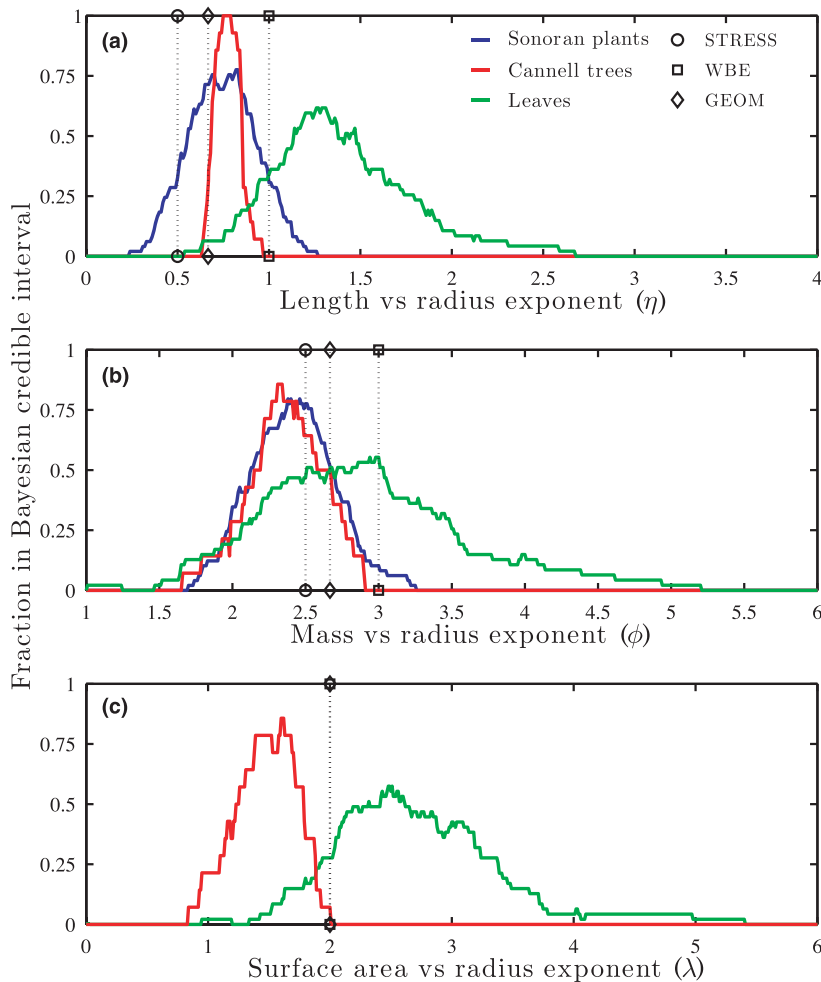 Fraction in Bayesian credible interval
(a)
Sonoran plants
Cannell trees
Leaves
STRESS
WBE
GEOM
1
0.75
0.5
0.25
0
0 0.5 1 1.5 2 2.5 3 3.5 4
Length vs radius exponent (η)
(b)
1
0.75
0.5
0.25
0
1 1.5 2 2.5 3 3.5 4 4.5 5 5.5 6
Mass vs radius exponent (ϕ)
(c)
1
0.75
0.5
0.25
0
0 1 2 3 4 5 6
Surface area vs radius exponent (λ)